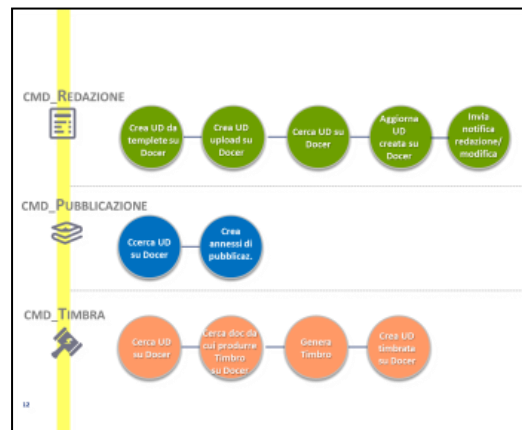 CMD_REDAZIONE
Crea UD da
templete su
Docer
Crea UD
upload su
Docer
Cerca UD su
Docer
Aggiorna
UD
creata su
Docer
Invia
notifica
redazione/
modifica
CMD_PUBBLICAZIONE
Ccerca UD
su Docer
Crea
annessi di
pubblicaz.
CMD_TIMBRA
Cerca UD
su Docer
Cerca doc da
cui produrre
Timbro
su Docer
Genera
Timbro
Crea UD
timbrata
su Docer
12